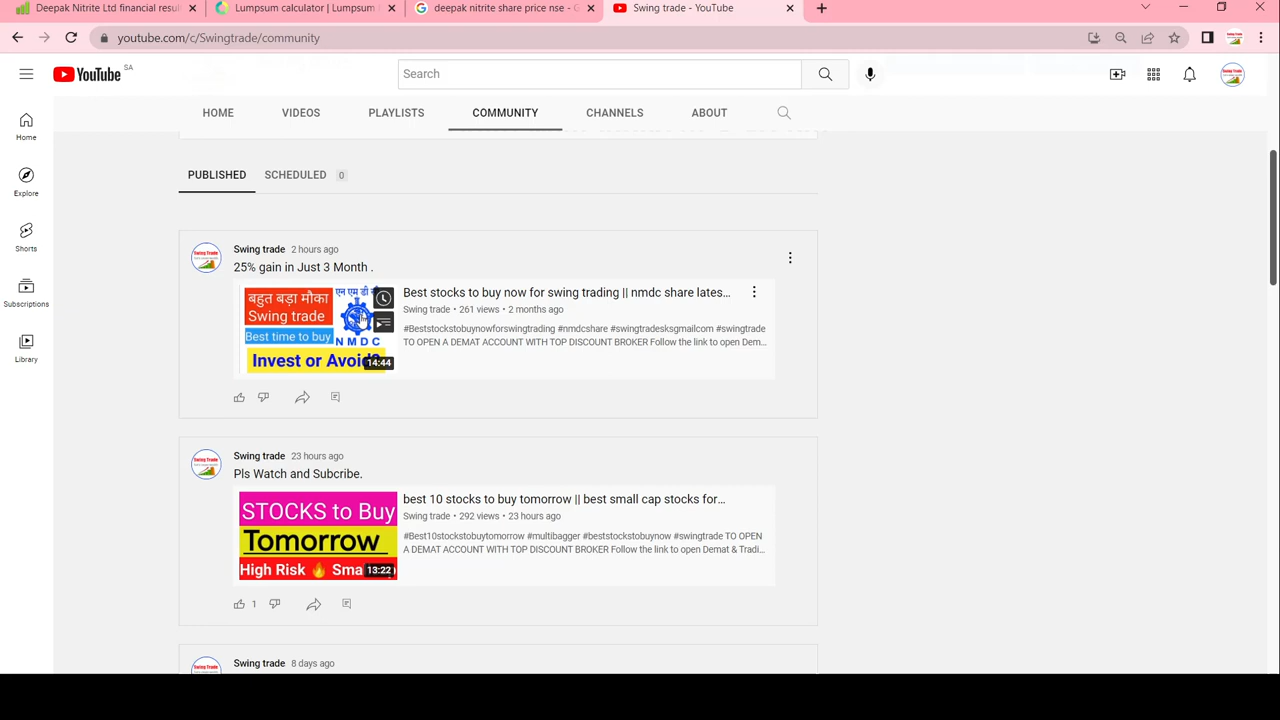 Deepak Nitrite Ltd financial resul
Lumpsum calculator | Lumpsum
deepak nitrite share price nse - G
Swing trade - YouTube
youtube.com/c/Swingtrade/community
YouTube SA
Search
HOME VIDEOS PLAYLISTS COMMUNITY CHANNELS ABOUT
Home
Explore
Shorts
Subscriptions
Library
PUBLISHED SCHEDULED 0
Swing trade 2 hours ago
25% gain in Just 3 Month .
बहुत बड़ा मौका
Swing trade
Best time to buy
एन एम डी सी
NMDC
Invest or Avoid?
14:44
Best stocks to buy now for swing trading || nmdc share lates...
Swing trade • 261 views • 2 months ago
#Beststockstobuynowforswingtrading #nmdcshare #swingtradesksgmailcom #swingtrade
TO OPEN A DEMAT ACCOUNT WITH TOP DISCOUNT BROKER Follow the link to open Dem...
Swing trade 23 hours ago
Pls Watch and Subcribe.
STOCKS to Buy
Tomorrow
High Risk 🔥 Sma
13:22
best 10 stocks to buy tomorrow || best small cap stocks for...
Swing trade • 292 views • 23 hours ago
#Best10stockstobuytomorrow #multibagger #beststockstobuynow #swingtrade TO OPEN
A DEMAT ACCOUNT WITH TOP DISCOUNT BROKER Follow the link to open Demat & Tradi...
1
Swing trade 8 days ago